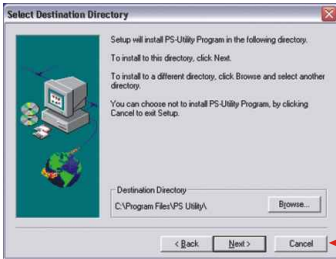 Select Destination Directory
Setup will install PS-Utility Program in the following directory.
To install to this directory, click Next.
To install to a different directory, click Browse and select another
directory.
You can choose not to install PS-Utility Program, by clicking
Cancel to exit Setup.
Destination Directory
C:\Program Files\PS Utility\
Browse...
< Back
Next >
Cancel